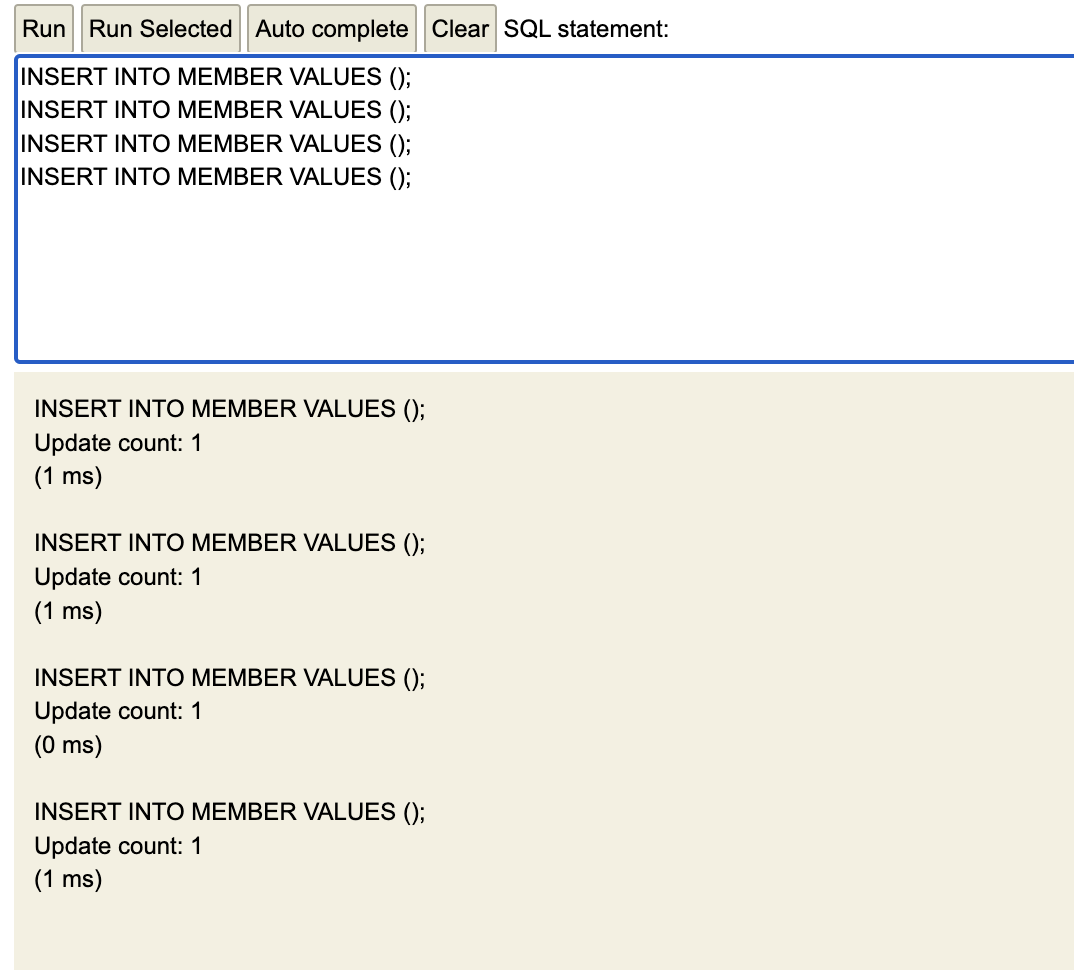 Run Run Selected Auto complete Clear SQL statement:
INSERT INTO MEMBER VALUES ();
INSERT INTO MEMBER VALUES ();
INSERT INTO MEMBER VALUES ();
INSERT INTO MEMBER VALUES ();
INSERT INTO MEMBER VALUES ();
Update count: 1
(1 ms)
INSERT INTO MEMBER VALUES ();
Update count: 1
(1 ms)
INSERT INTO MEMBER VALUES ();
Update count: 1
(0 ms)
INSERT INTO MEMBER VALUES ();
Update count: 1
(1 ms)